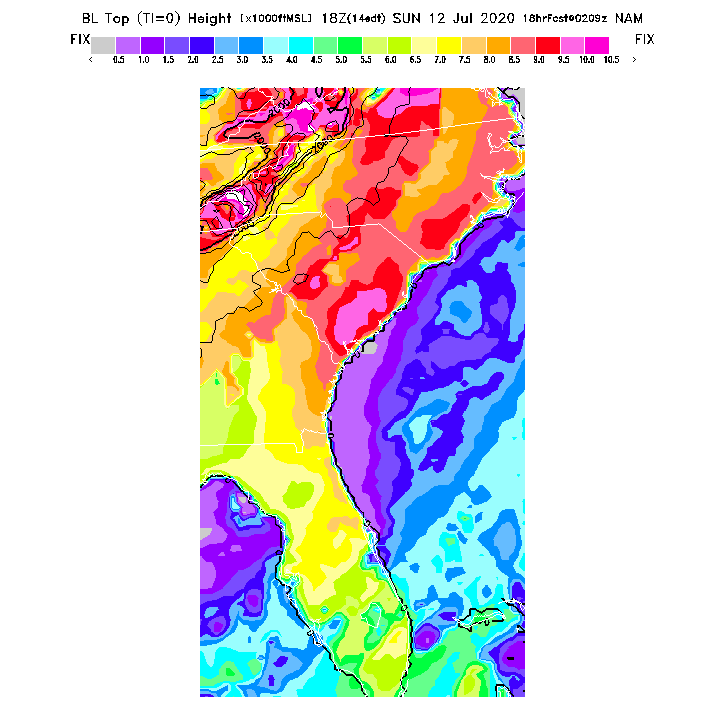 BL Top (TI=0) Height [x1000ftMSL] 18Z(14edt) SUN 12 Jul 2020 18hrFcst@0209z NAM
FIX FIX
< 0.5 1.0 1.5 2.0 2.5 3.0 3.5 4.0 4.5 5.0 5.5 6.0 6.5 7.0 7.5 8.0 8.5 9.0 9.5 10.0 10.5 >